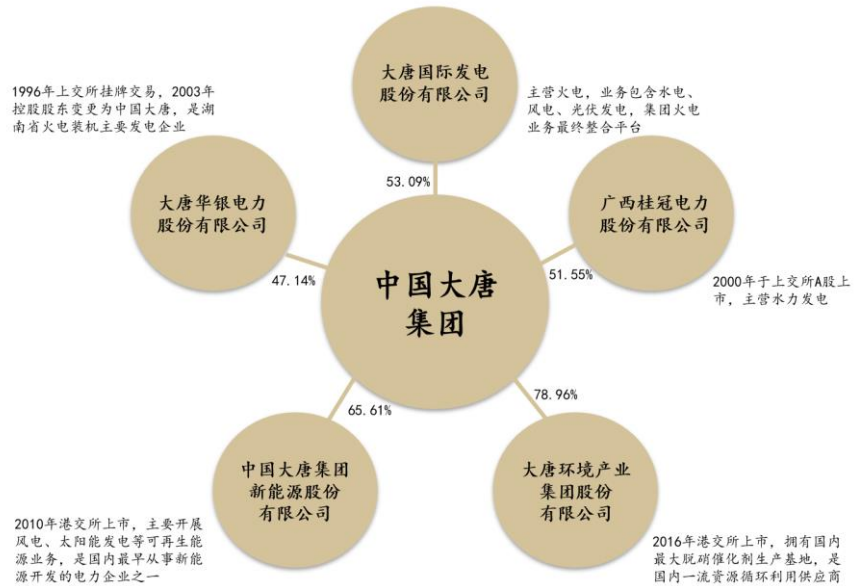 大唐国际发电
股份有限公司
1996年上交所挂牌交易，2003年
控股股东变更为中国大唐，是湖
南省火电装机主要发电企业
主营火电，业务包含水电、
风电、光伏发电，集团火电
业务最终整合平台
53.09%
大唐华银电力
股份有限公司
广西桂冠电力
股份有限公司
47.14%
51.55%
中国大唐
集团
2000年于上交所A股上
市，主营水力发电
65.61%
78.96%
中国大唐集团
新能源股份
有限公司
大唐环境产业
集团股份
有限公司
2010年港交所上市，主要开展
风电、太阳能发电等可再生能
源业务，是国内最早从事新能
源开发的电力企业之一
2016年港交所上市，拥有国内
最大脱硝催化剂生产基地，是
国内一流资源循环利用供应商